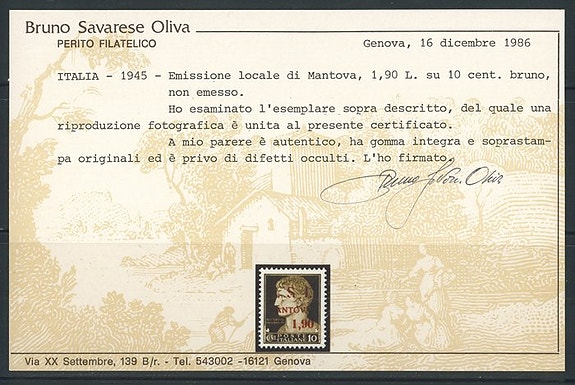 Bruno Savarese Oliva
PERITO FILATELICO
Genova, 16 dicembre 1986
ITALIA - 1945 - Emissione locale di Mantova, 1,90 L. su 10 cent. bruno,
non emesso.
Ho esaminato l'esemplare sopra descritto, del quale una
riproduzione fotografica è unita al presente certificato.
A mio parere è autentico, ha gomma integra e soprastam-
pa originali ed è privo di difetti occulti. L'ho firmato.
Bruno Savarese Oliva
1,90
10
Via XX Settembre, 139 B/r. - Tel. 543002 -16121 Genova